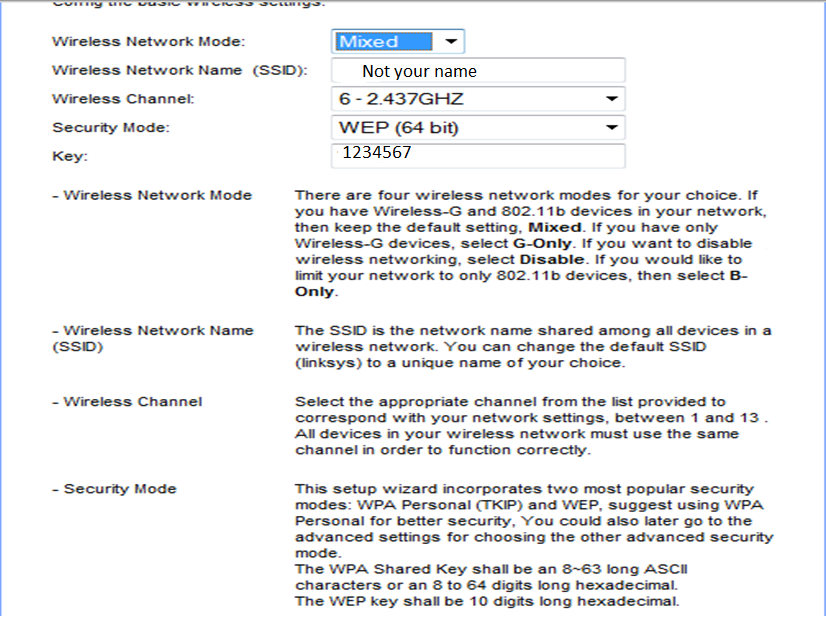 Config the basic wireless settings.
Wireless Network Mode: Mixed
Wireless Network Name (SSID): Not your name
Wireless Channel: 6 - 2.437GHZ
Security Mode: WEP (64 bit)
Key: 1234567
- Wireless Network Mode There are four wireless network modes for your choice. If
you have Wireless-G and 802.11b devices in your network,
then keep the default setting, Mixed. If you have only
Wireless-G devices, select G-Only. If you want to disable
wireless networking, select Disable. If you would like to
limit your network to only 802.11b devices, then select B-
Only.
- Wireless Network Name The SSID is the network name shared among all devices in a
(SSID) wireless network. You can change the default SSID
(linksys) to a unique name of your choice.
- Wireless Channel Select the appropriate channel from the list provided to
correspond with your network settings, between 1 and 13 .
All devices in your wireless network must use the same
channel in order to function correctly.
- Security Mode This setup wizard incorporates two most popular security
modes: WPA Personal (TKIP) and WEP, suggest using WPA
Personal for better security, You could also later go to the
advanced settings for choosing the other advanced security
mode.
The WPA Shared Key shall be an 8~63 long ASCII
characters or an 8 to 64 digits long hexadecimal.
The WEP key shall be 10 digits long hexadecimal.